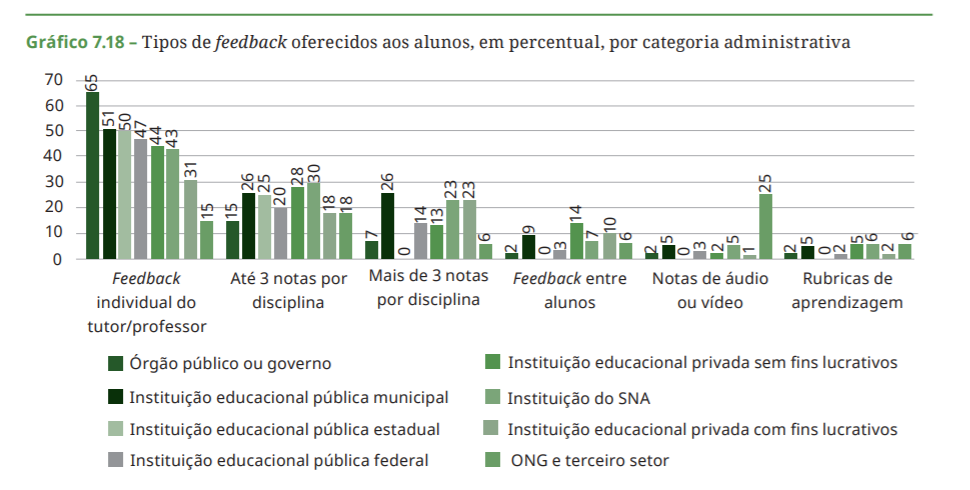 Gráfico 7.18 – Tipos de feedback oferecidos aos alunos, em percentual, por categoria administrativa
70
60
50
40
30
20
10
0
65 51 50 47 44 43 31 15
15 26 25 20 28 30 18 18
7 26 0 14 13 23 23 6
2 9 0 3 14 7 10 6
2 5 0 3 2 5 1 25
2 5 0 2 5 6 2 6
Feedback
individual do
tutor/professor
Até 3 notas por
disciplina
Mais de 3 notas
por disciplina
Feedback entre
alunos
Notas de áudio
ou vídeo
Rubricas de
aprendizagem
Órgão público ou governo
Instituição educacional pública municipal
Instituição educacional pública estadual
Instituição educacional pública federal
Instituição educacional privada sem fins lucrativos
Instituição do SNA
Instituição educacional privada com fins lucrativos
ONG e terceiro setor